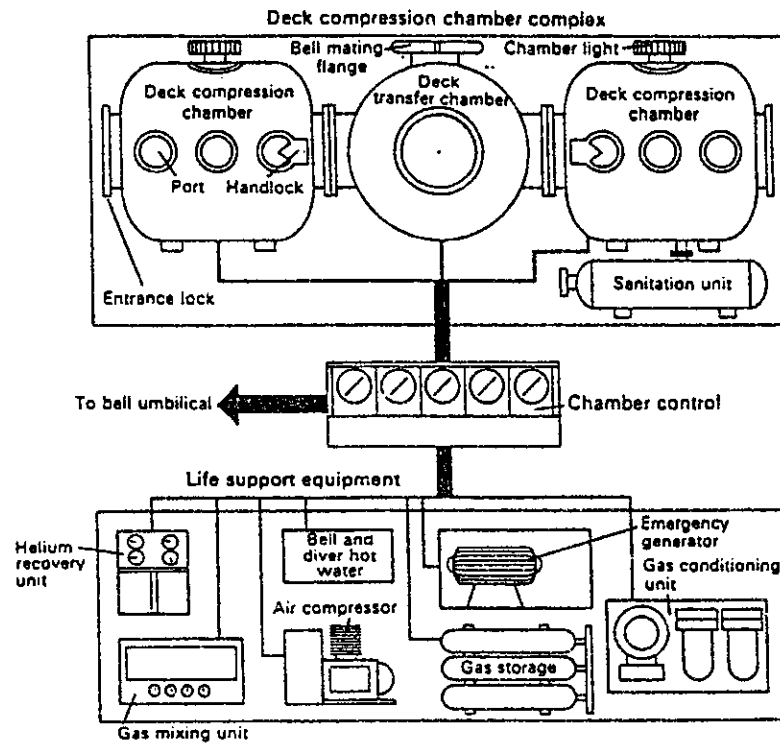 Deck compression chamber complex
Bell mating
flange
Chamber light
Deck compression
chamber
Deck
transfer chamber
Deck compression
chamber
Port
Handlock
Entrance lock
Sanitation unit
To bell umbilical
Chamber control
Life support equipment
Helium
recovery
unit
Bell and
diver hot
water
Emergency
generator
Gas conditioning
unit
Air compressor
Gas storage
Gas mixing unit